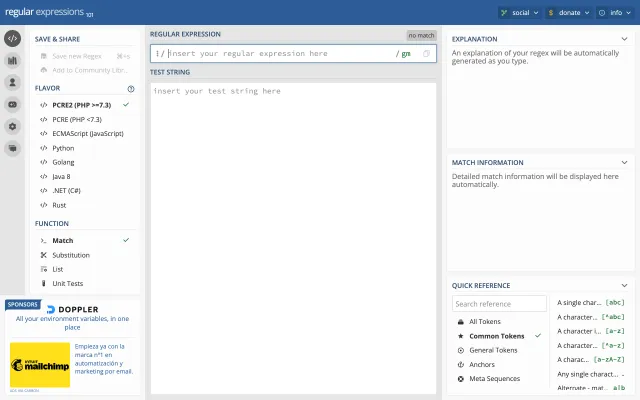 regular expressions 101
social
donate
info
SAVE & SHARE
Save new Regex ⌘+s
Add to Community Libr...
FLAVOR
PCRE2 (PHP >=7.3)
PCRE (PHP <7.3)
ECMAScript (JavaScript)
Python
Golang
Java 8
.NET (C#)
Rust
FUNCTION
Match
Substitution
List
Unit Tests
SPONSORS
DOPPLER
All your environment variables, in one
place
mailchimp
Empieza ya con la
marca nº1 en
automatización y
marketing por email.
REGULAR EXPRESSION
no match
/ insert your regular expression here / gm
TEST STRING
insert your test string here
EXPLANATION
An explanation of your regex will be automatically
generated as you type.
MATCH INFORMATION
Detailed match information will be displayed here
automatically.
QUICK REFERENCE
Search reference
All Tokens
Common Tokens
General Tokens
Anchors
Meta Sequences
A single char... [abc]
A character... [^abc]
A character i... [a-z]
A character... [^a-z]
A charac... [a-zA-Z]
Any single charact... .
Alternate - mat... a|b